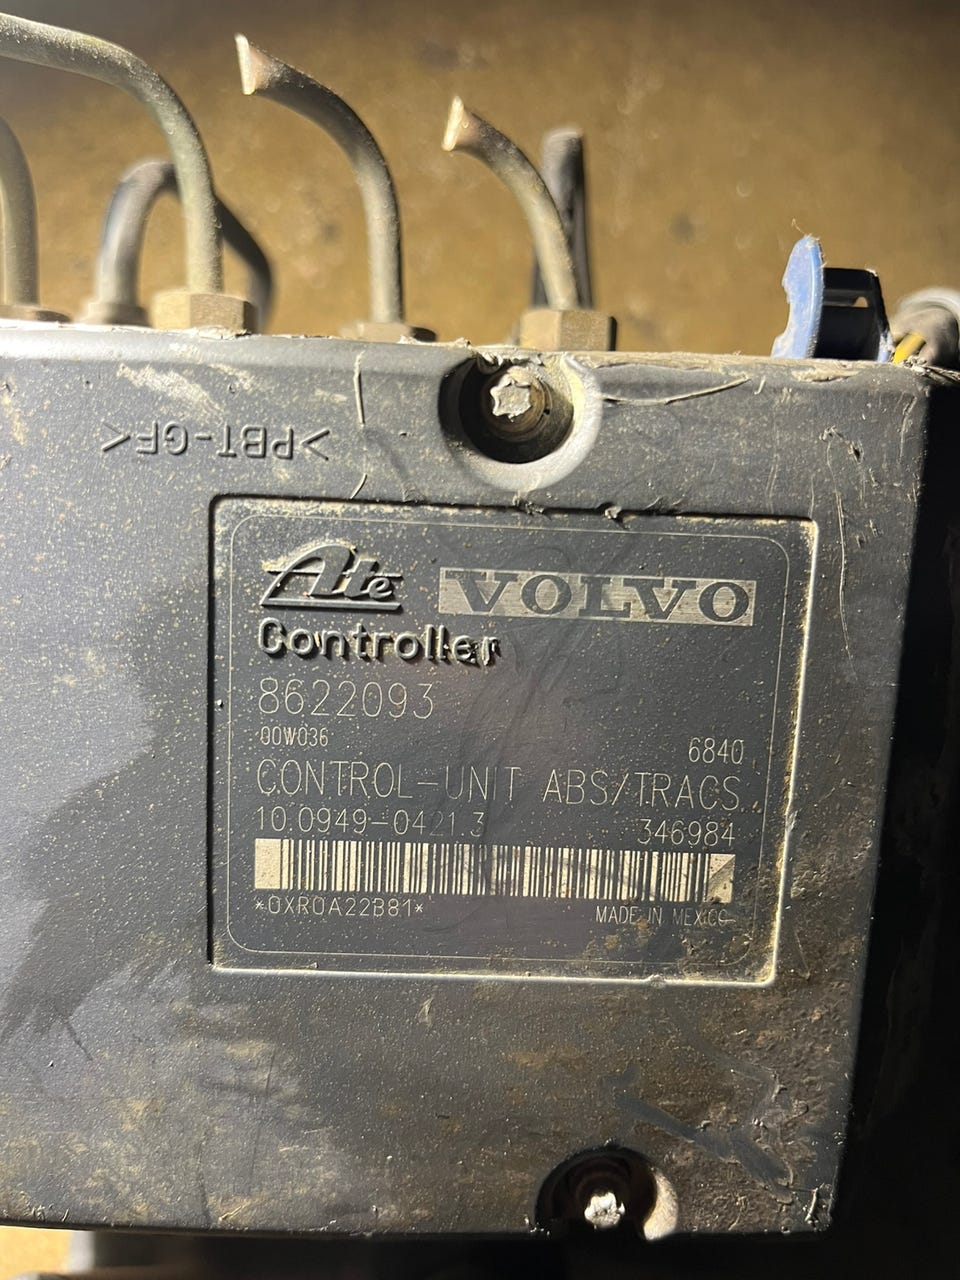 >PBT-GF<
Ate VOLVO
Controller
8622093
00W036 6840
CONTROL-UNIT ABS/TRACS
10.0949-0421.3 346984
*0XR0A22B81*
MADE IN MEXICO